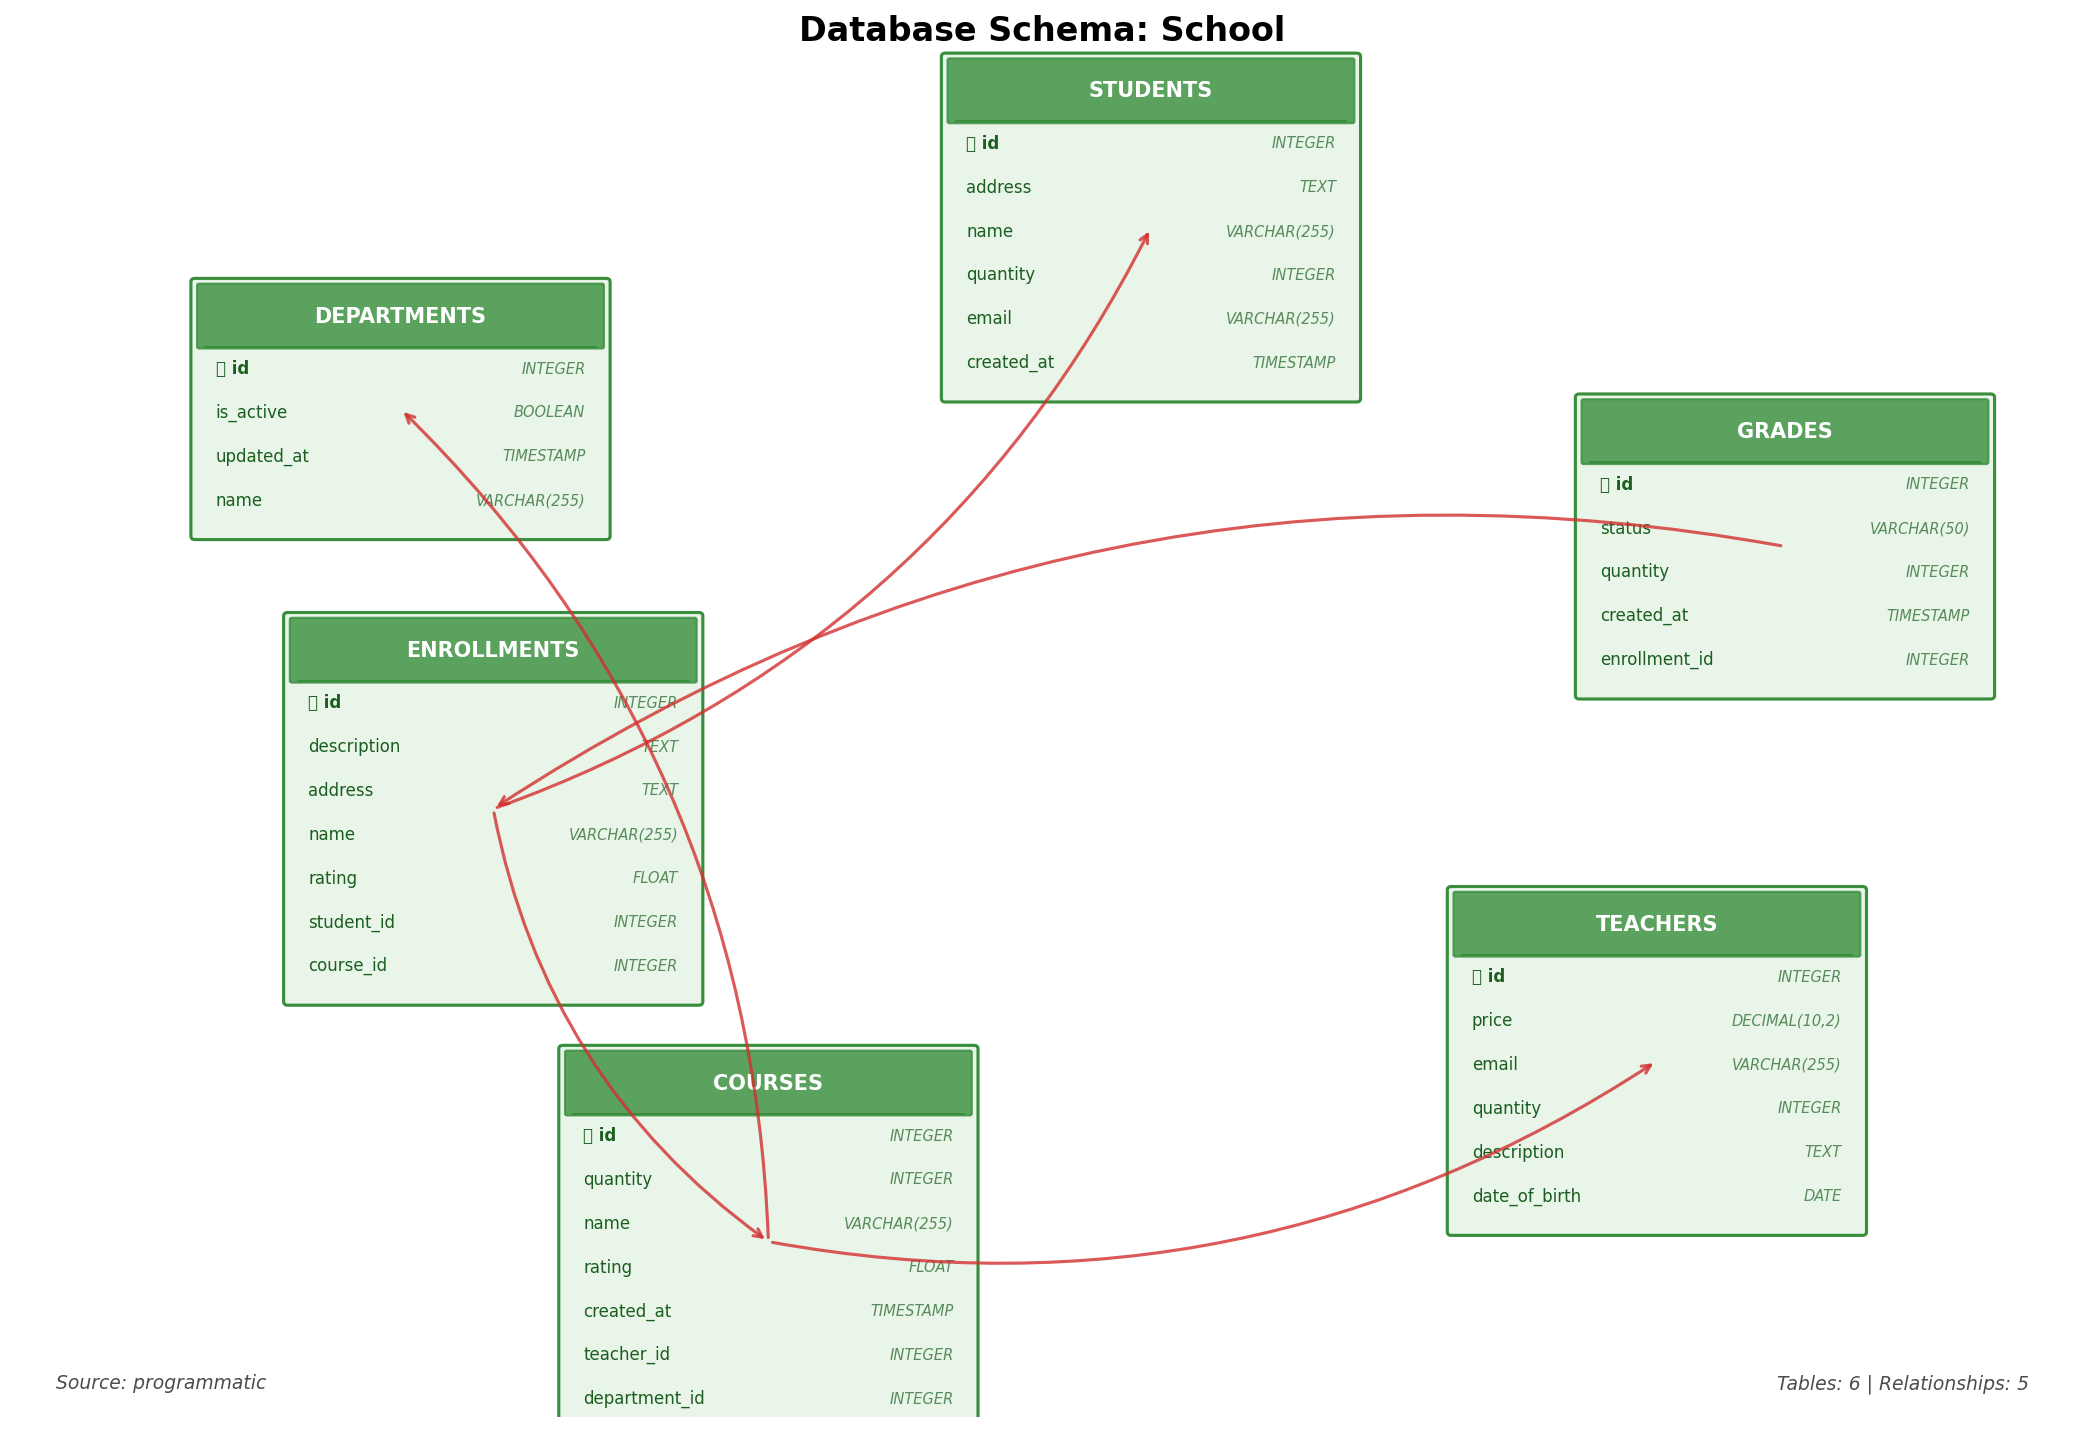 Database Schema: School
STUDENTS
id INTEGER
address TEXT
name VARCHAR(255)
quantity INTEGER
email VARCHAR(255)
created_at TIMESTAMP
DEPARTMENTS
id INTEGER
is_active BOOLEAN
updated_at TIMESTAMP
name VARCHAR(255)
GRADES
id INTEGER
status VARCHAR(50)
quantity INTEGER
created_at TIMESTAMP
enrollment_id INTEGER
ENROLLMENTS
id INTEGER
description TEXT
address TEXT
name VARCHAR(255)
rating FLOAT
student_id INTEGER
course_id INTEGER
TEACHERS
id INTEGER
price DECIMAL(10,2)
email VARCHAR(255)
quantity INTEGER
description TEXT
date_of_birth DATE
COURSES
id INTEGER
quantity INTEGER
name VARCHAR(255)
rating FLOAT
created_at TIMESTAMP
teacher_id INTEGER
department_id INTEGER
Source: programmatic
Tables: 6 | Relationships: 5